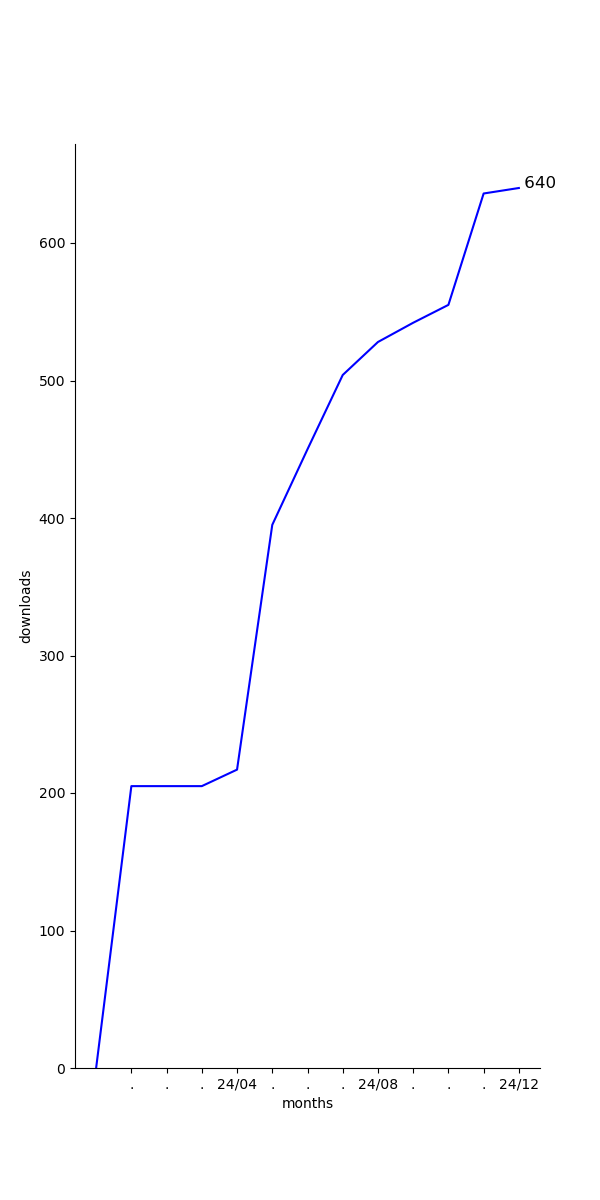 640
600
500
400
300
200
100
0
downloads
. . . 24/04 . . . 24/08 . . . 24/12
months